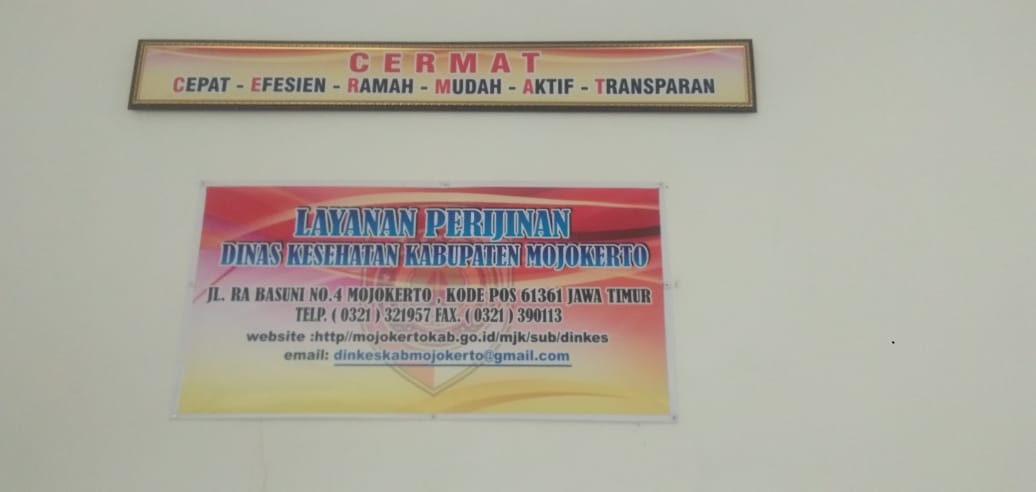 CERMAT
CEPAT - EFESIEN - RAMAH - MUDAH - AKTIF - TRANSPARAN
LAYANAN PERIJINAN
DINAS KESEHATAN KABUPATEN MOJOKERTO
JL. RA BASUNI NO.4 MOJOKERTO , KODE POS 61361 JAWA TIMUR
TELP. ( 0321 ) 321957 FAX. ( 0321 ) 390113
website :http//mojokertokab.go.id/mjk/sub/dinkes
email: dinkeskabmojokerto@gmail.com